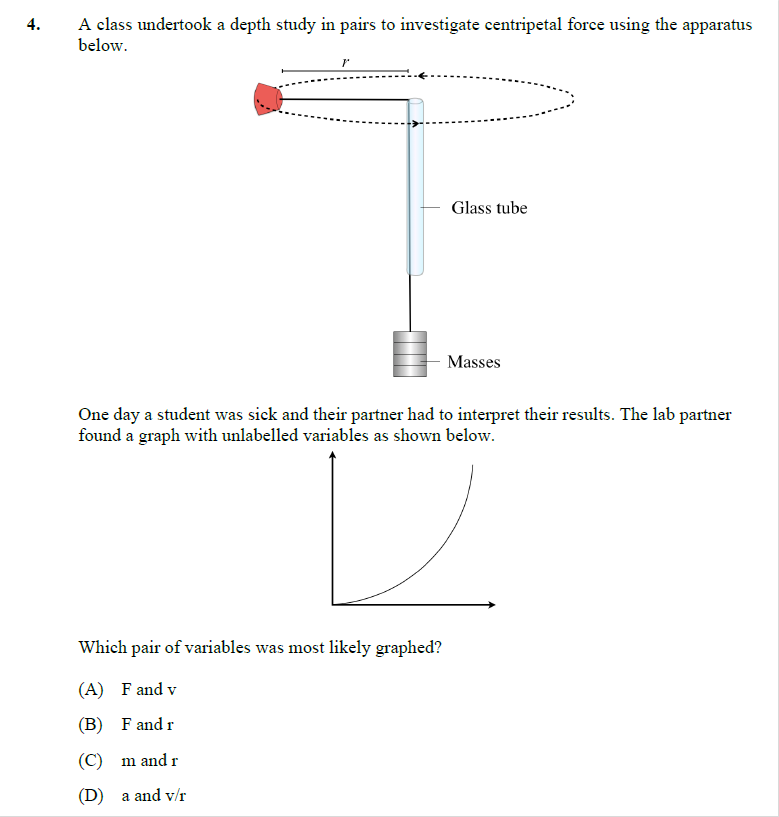 4. A class undertook a depth study in pairs to investigate centripetal force using the apparatus
below.
r
Glass tube
Masses
One day a student was sick and their partner had to interpret their results. The lab partner
found a graph with unlabelled variables as shown below.
Which pair of variables was most likely graphed?
(A) F and v
(B) F and r
(C) m and r
(D) a and v/r